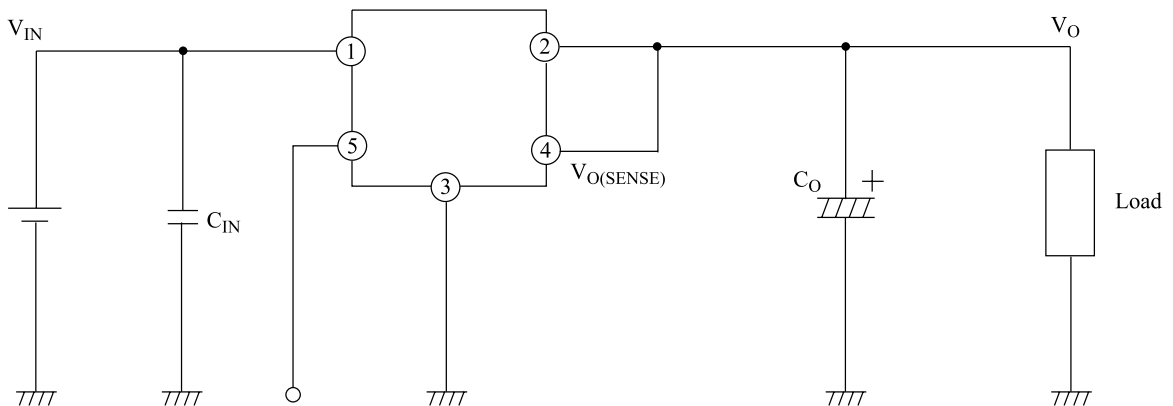 V_IN
1
2
V_O
5
4
V_O(SENSE)
3
C_IN
C_O
+
Load